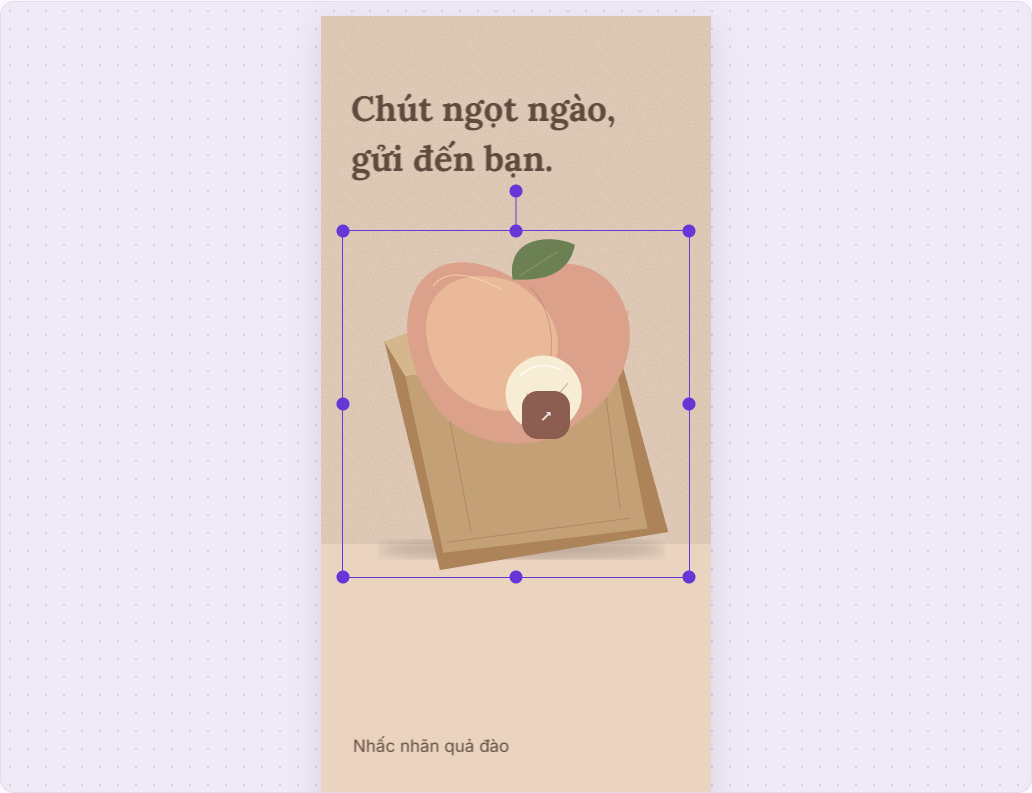 Chút ngọt ngào,
gửi đến bạn.
Nhấc nhãn quả đào